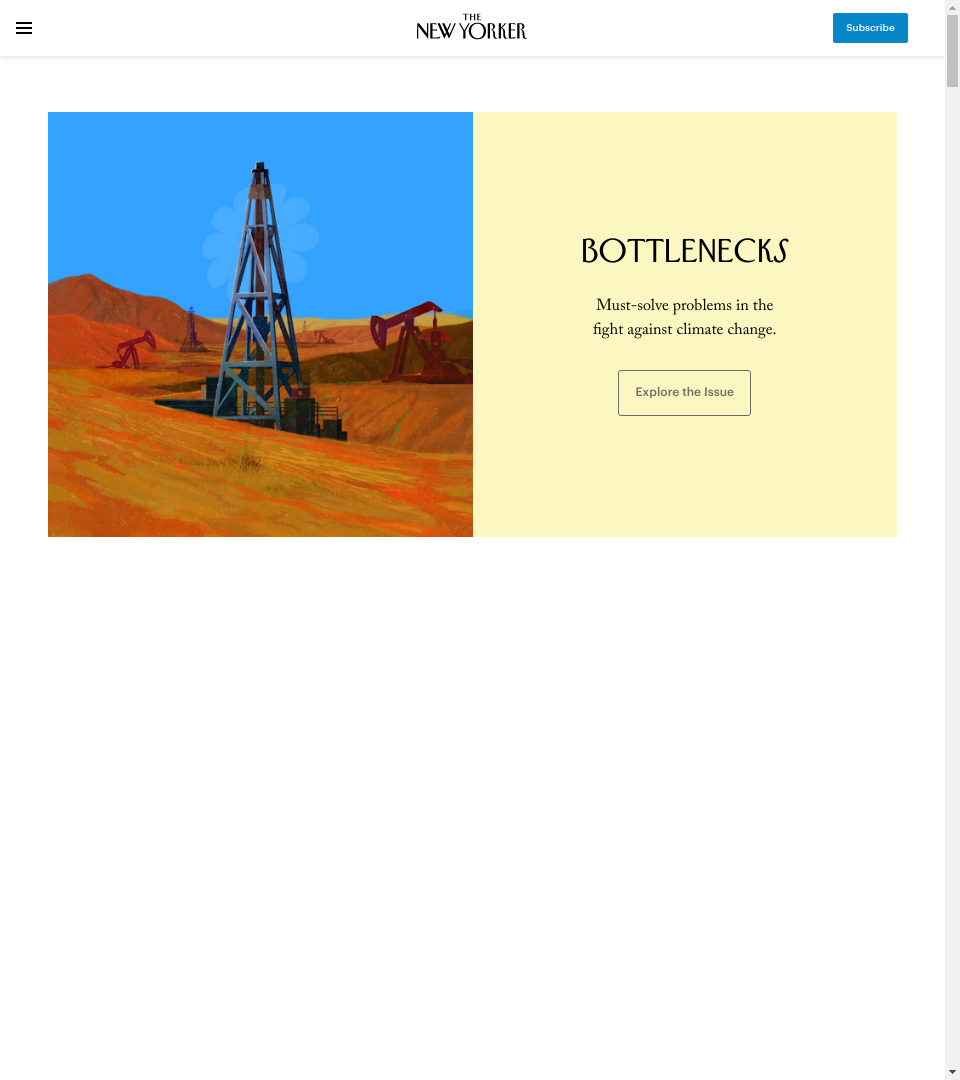 THE
NEW YORKER
Subscribe
BOTTLENECKS
Must-solve problems in the
fight against climate change.
Explore the Issue